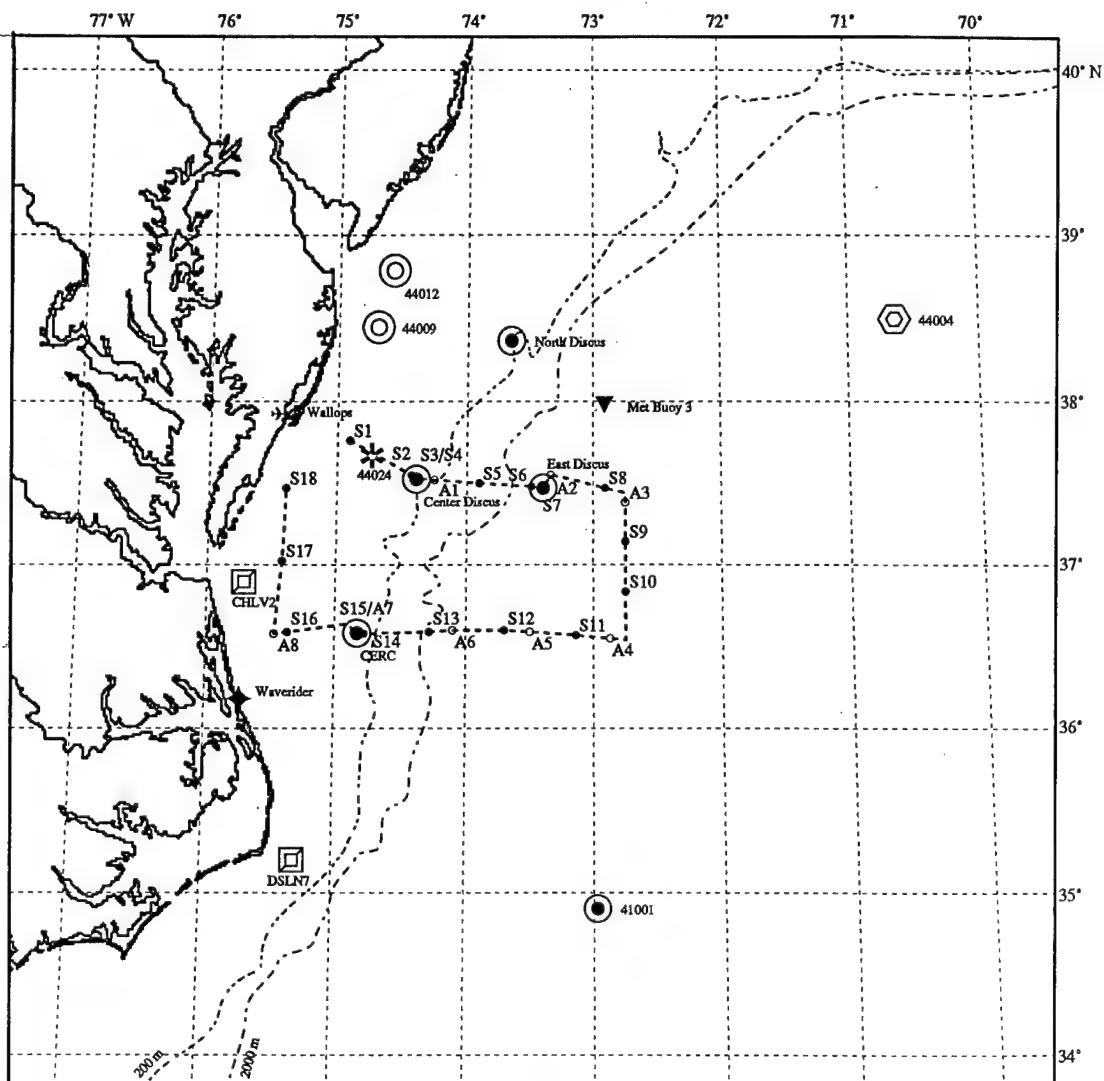 77° W 76° 75° 74° 73° 72° 71° 70°
40° N
39°
44012
44009
44004
North Discus
38°
Met Buoy 3
Wallops
S1
S2 S3/S4
44024
East Discus
S18
A1
S5 S6
A2
S8
A3
Center Discus
S7
S9
S17
37°
CHLV2
S10
S15/A7
S16
S13
S12
S11
A8
S14
A6
A5
A4
CERC
Waverider
36°
DSLN7
35°
41001
200 m
2000 m
34°